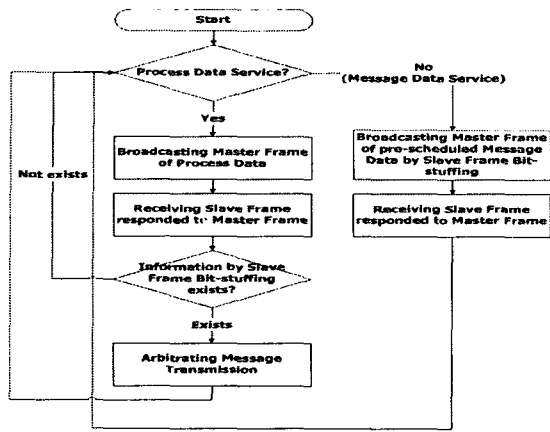 Start
Process Data Service?
No
(Message Data Service)
Yes
Broadcasting Master Frame
of Process Data
Broadcasting Master Frame
of pre-scheduled Message
Data by Slave Frame Bit-
stuffing
Not exists
Receiving Slave Frame
responded to Master Frame
Receiving Slave Frame
responded to Master Frame
Information by Slave
Frame Bit-stuffing
exists?
Exists
Arbitrating Message
Transmission